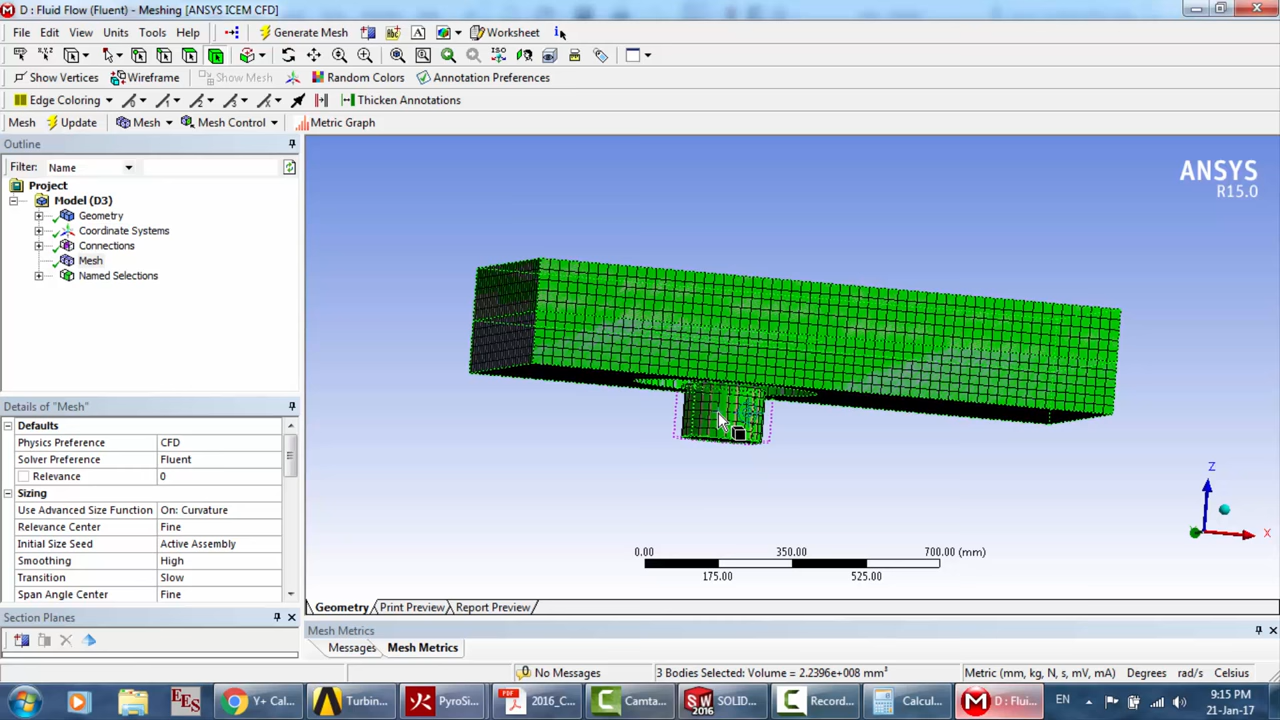 D : Fluid Flow (Fluent) - Meshing [ANSYS ICEM CFD]
File Edit View Units Tools Help Generate Mesh A Worksheet i
Show Vertices Wireframe Show Mesh Random Colors Annotation Preferences
Edge Coloring Thicken Annotations
Mesh Update Mesh Mesh Control Metric Graph
Outline
Filter: Name
Project
Model (D3)
Geometry
Coordinate Systems
Connections
Mesh
Named Selections
Details of "Mesh"
Defaults
Physics Preference CFD
Solver Preference Fluent
Relevance 0
Sizing
Use Advanced Size Function On: Curvature
Relevance Center Fine
Initial Size Seed Active Assembly
Smoothing High
Transition Slow
Span Angle Center Fine
Section Planes
ANSYS
R15.0
Z
X
0.00 350.00 700.00 (mm)
175.00 525.00
Geometry Print Preview Report Preview
Mesh Metrics
Messages Mesh Metrics
No Messages 3 Bodies Selected: Volume = 2.2396e+008 mm³ Metric (mm, kg, N, s, mV, mA) Degrees rad/s Celsius
EES Y+ Cal... Turbin... PyroSi... 2016_C... Camta... SW 2016 SOLID... Record... Calcul... D : Flui... EN 9:15 PM
21-Jan-17